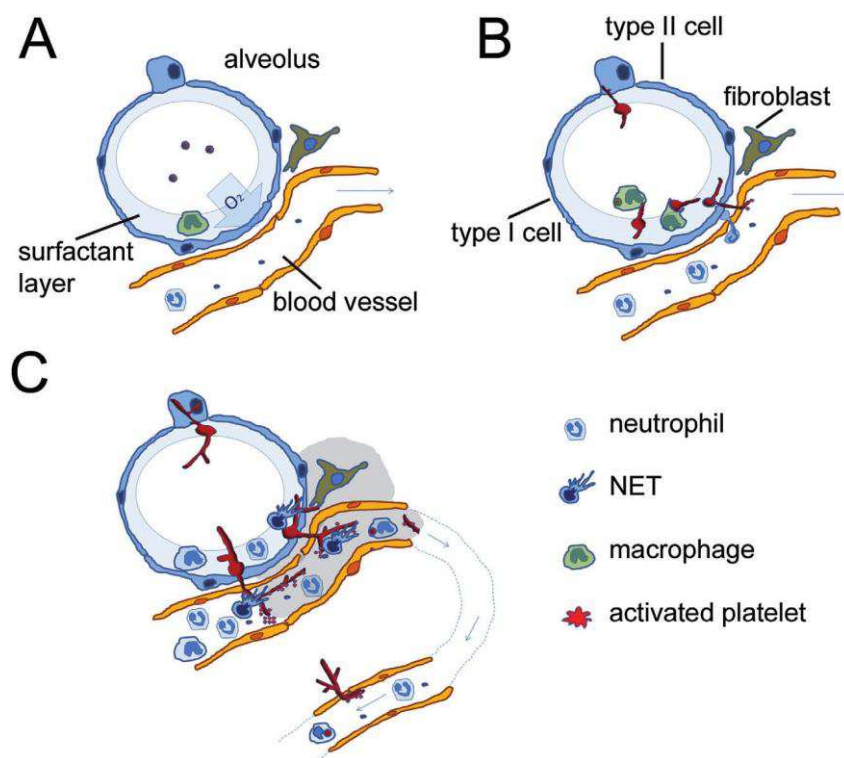 A
alveolus
O2
surfactant
layer
blood vessel
B
type II cell
fibroblast
type I cell
C
neutrophil
NET
macrophage
activated platelet